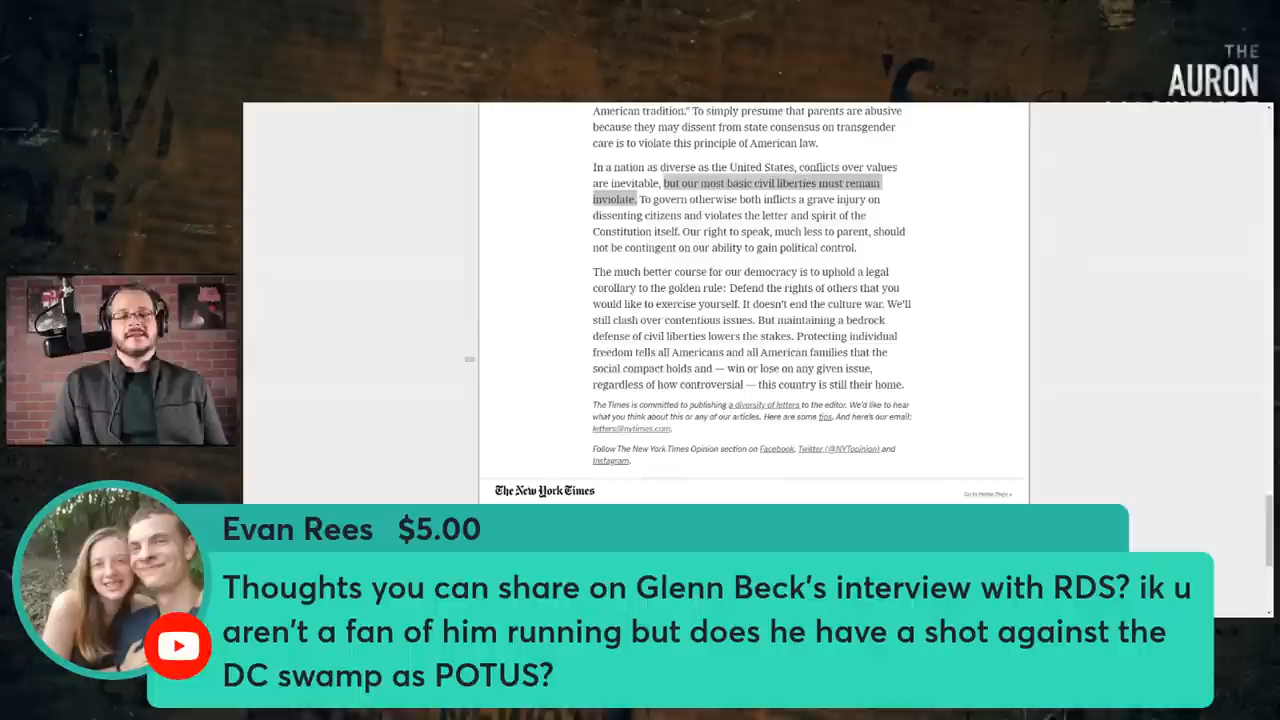 THE
AURON
American tradition." To simply presume that parents are abusive
because they may dissent from state consensus on transgender
care is to violate this principle of American law.
In a nation as diverse as the United States, conflicts over values
are inevitable, but our most basic civil liberties must remain
inviolate. To govern otherwise both inflicts a grave injury on
dissenting citizens and violates the letter and spirit of the
Constitution itself. Our right to speak, much less to parent, should
not be contingent on our ability to gain political control.
The much better course for our democracy is to uphold a legal
corollary to the golden rule: Defend the rights of others that you
would like to exercise yourself. It doesn't end the culture war. We'll
still clash over contentious issues. But maintaining a bedrock
defense of civil liberties lowers the stakes. Protecting individual
freedom tells all Americans and all American families that the
social compact holds and — win or lose on any given issue,
regardless of how controversial — this country is still their home.
The Times is committed to publishing a diversity of letters to the editor. We'd like to hear
what you think about this or any of our articles. Here are some tips. And here's our email:
letters@nytimes.com.
Follow The New York Times Opinion section on Facebook, Twitter (@NYTopinion) and
Instagram.
The New York Times
Go to Home Page »
Evan Rees $5.00
Thoughts you can share on Glenn Beck's interview with RDS? ik u
aren't a fan of him running but does he have a shot against the
DC swamp as POTUS?